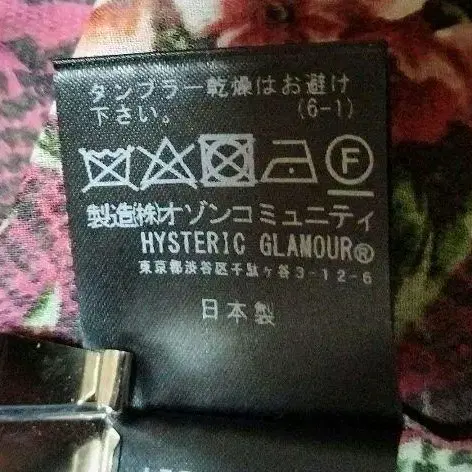 タンブラー乾燥はお避け
下さい。 (6-1)
F
製造㈱オゾンコミュニティ
HYSTERIC GLAMOUR®
東京都渋谷区千駄ヶ谷3-12-6
日本製